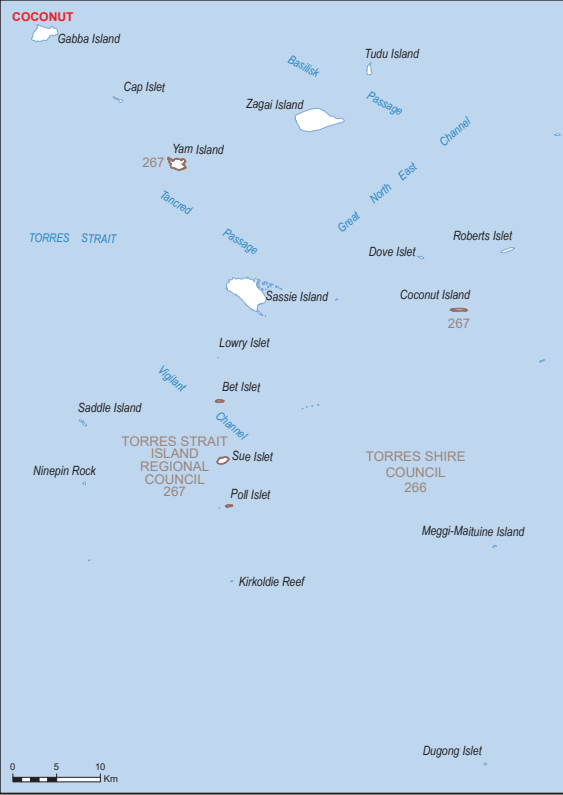 COCONUT
Gabba Island
Tudu Island
Basilisk
Cap Islet
Passage
Zagai Island
Channel
Yam Island
267
East
North
Great
Tancred
Passage
TORRES STRAIT
Roberts Islet
Dove Islet
Sassie Island
Coconut Island
267
Lowry Islet
Vigilant
Bet Islet
Saddle Island
Channel
TORRES STRAIT
ISLAND
REGIONAL
COUNCIL
267
Sue Islet
TORRES SHIRE
COUNCIL
266
Ninepin Rock
Poll Islet
Meggi-Maituine Island
Kirkoldie Reef
Dugong Islet
0 5 10
Km